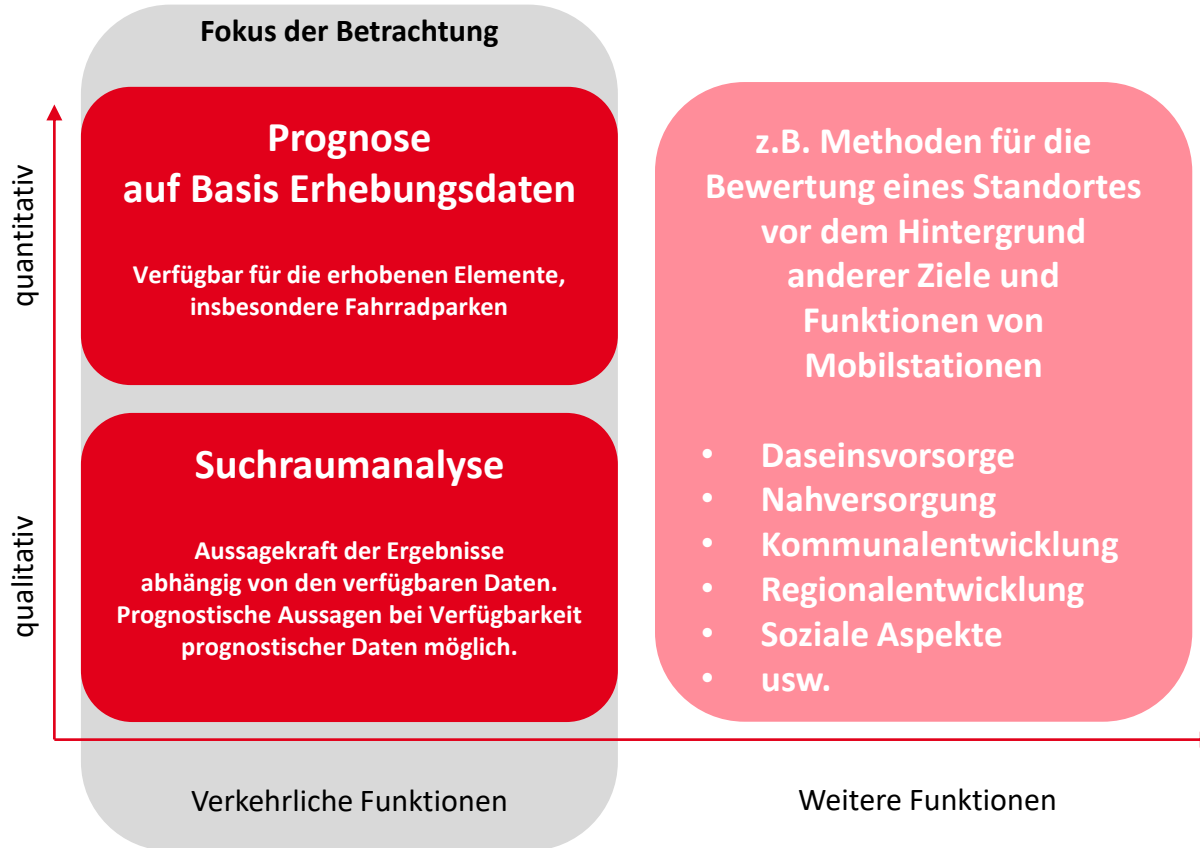 Fokus der Betrachtung
quantitativ
Prognose
auf Basis Erhebungsdaten
Verfügbar für die erhobenen Elemente,
insbesondere Fahrradparken
qualitativ
Suchraumanalyse
Aussagekraft der Ergebnisse
abhängig von den verfügbaren Daten.
Prognostische Aussagen bei Verfügbarkeit
prognostischer Daten möglich.
z.B. Methoden für die
Bewertung eines Standortes
vor dem Hintergrund
anderer Ziele und
Funktionen von
Mobilstationen
• Daseinsvorsorge
• Nahversorgung
• Kommunalentwicklung
• Regionalentwicklung
• Soziale Aspekte
• usw.
Verkehrliche Funktionen
Weitere Funktionen